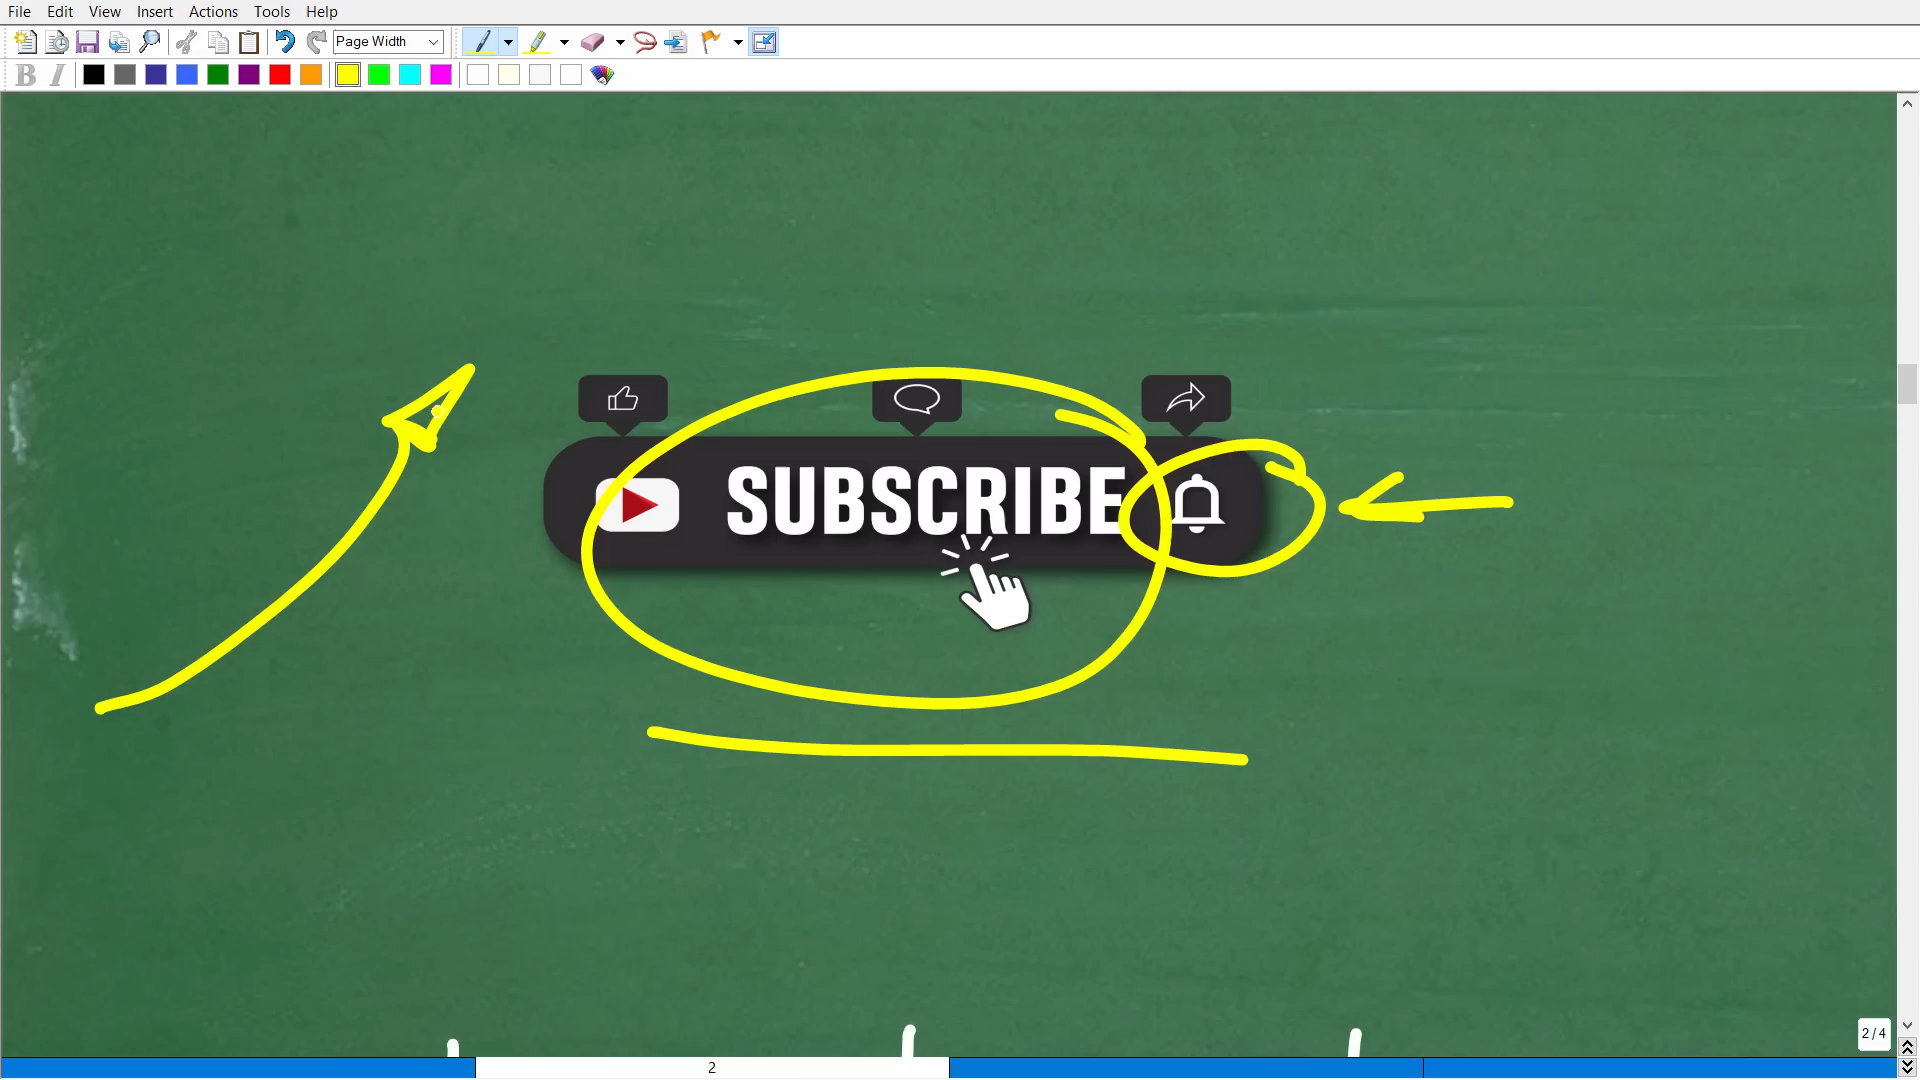 File Edit View Insert Actions Tools Help
Page Width
B I
SUBSCRIBE
2 / 4
2